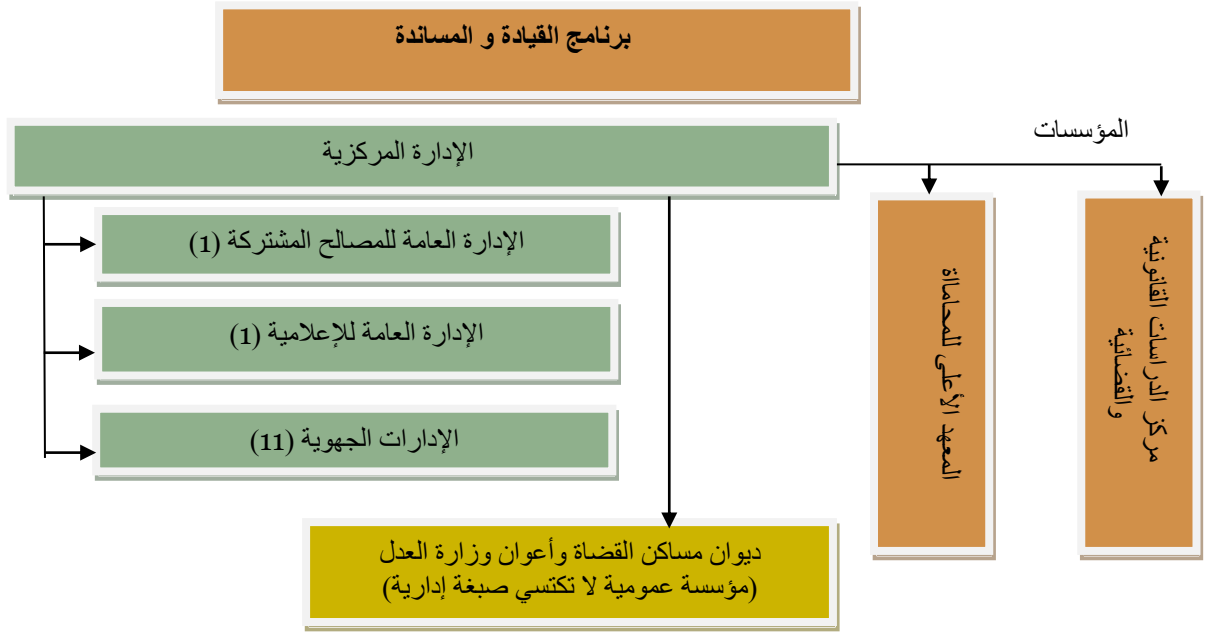 برنامج القيادة و المساندة
المؤسسات
الإدارة المركزية
الإدارة العامة للمصالح المشتركة (1)
الإدارة العامة للإعلامية (1)
الإدارات الجهوية (11)
مركز الدراسات القانونية
والقضائية
المعهد الأعلى للمحاماة
ديوان مساكن القضاة وأعوان وزارة العدل
(مؤسسة عمومية لا تكتسي صبغة إدارية)